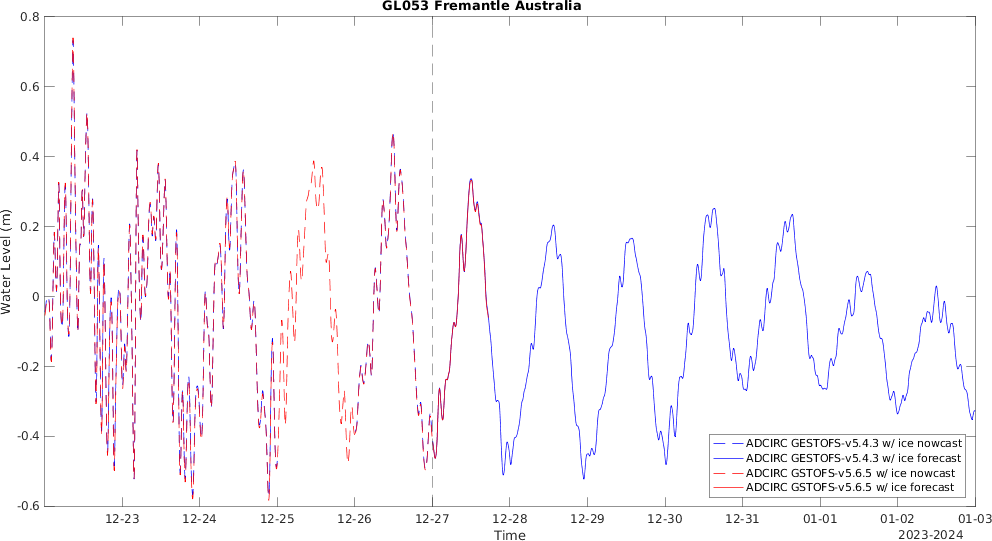 GL053 Fremantle Australia
0.8
0.6
0.4
0.2
0
-0.2
-0.4
-0.6
Water Level (m)
12-23 12-24 12-25 12-26 12-27 12-28 12-29 12-30 12-31 01-01 01-02 01-03
Time
2023-2024
ADCIRC GESTOFS-v5.4.3 w/ ice nowcast
ADCIRC GESTOFS-v5.4.3 w/ ice forecast
ADCIRC GSTOFS-v5.6.5 w/ ice nowcast
ADCIRC GSTOFS-v5.6.5 w/ ice forecast